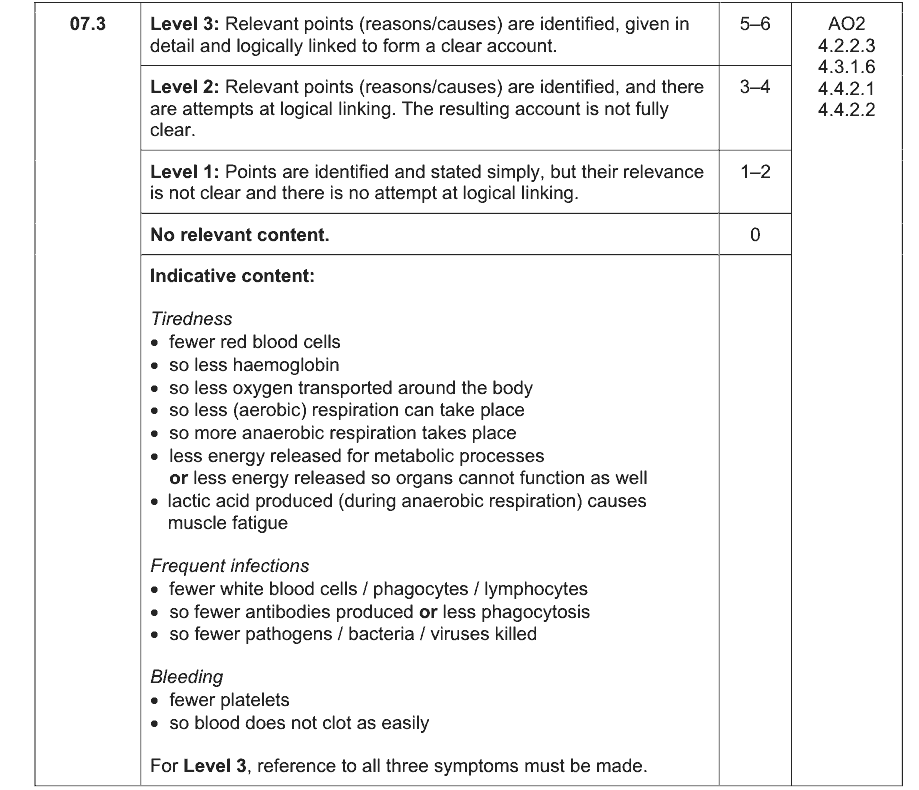 07.3
Level 3: Relevant points (reasons/causes) are identified, given in
detail and logically linked to form a clear account.
5–6
AO2
4.2.2.3
4.3.1.6
4.4.2.1
4.4.2.2
Level 2: Relevant points (reasons/causes) are identified, and there
are attempts at logical linking. The resulting account is not fully
clear.
3–4
Level 1: Points are identified and stated simply, but their relevance
is not clear and there is no attempt at logical linking.
1–2
No relevant content.
0
Indicative content:
Tiredness
• fewer red blood cells
• so less haemoglobin
• so less oxygen transported around the body
• so less (aerobic) respiration can take place
• so more anaerobic respiration takes place
• less energy released for metabolic processes
or less energy released so organs cannot function as well
• lactic acid produced (during anaerobic respiration) causes
muscle fatigue
Frequent infections
• fewer white blood cells / phagocytes / lymphocytes
• so fewer antibodies produced or less phagocytosis
• so fewer pathogens / bacteria / viruses killed
Bleeding
• fewer platelets
• so blood does not clot as easily
For Level 3, reference to all three symptoms must be made.